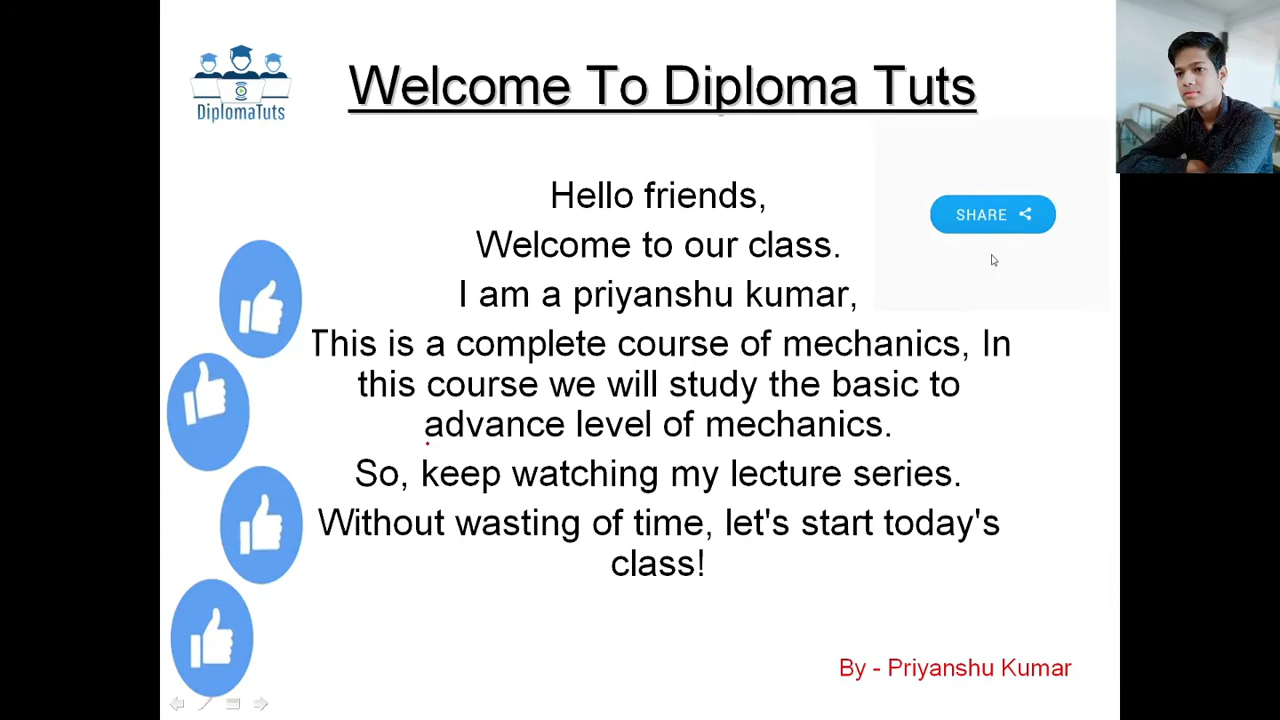 Welcome To Diploma Tuts
DiplomaTuts
Hello friends,
SHARE
Welcome to our class.
I am a priyanshu kumar,
This is a complete course of mechanics, In
this course we will study the basic to
advance level of mechanics.
So, keep watching my lecture series.
Without wasting of time, let's start today's
class!
By - Priyanshu Kumar